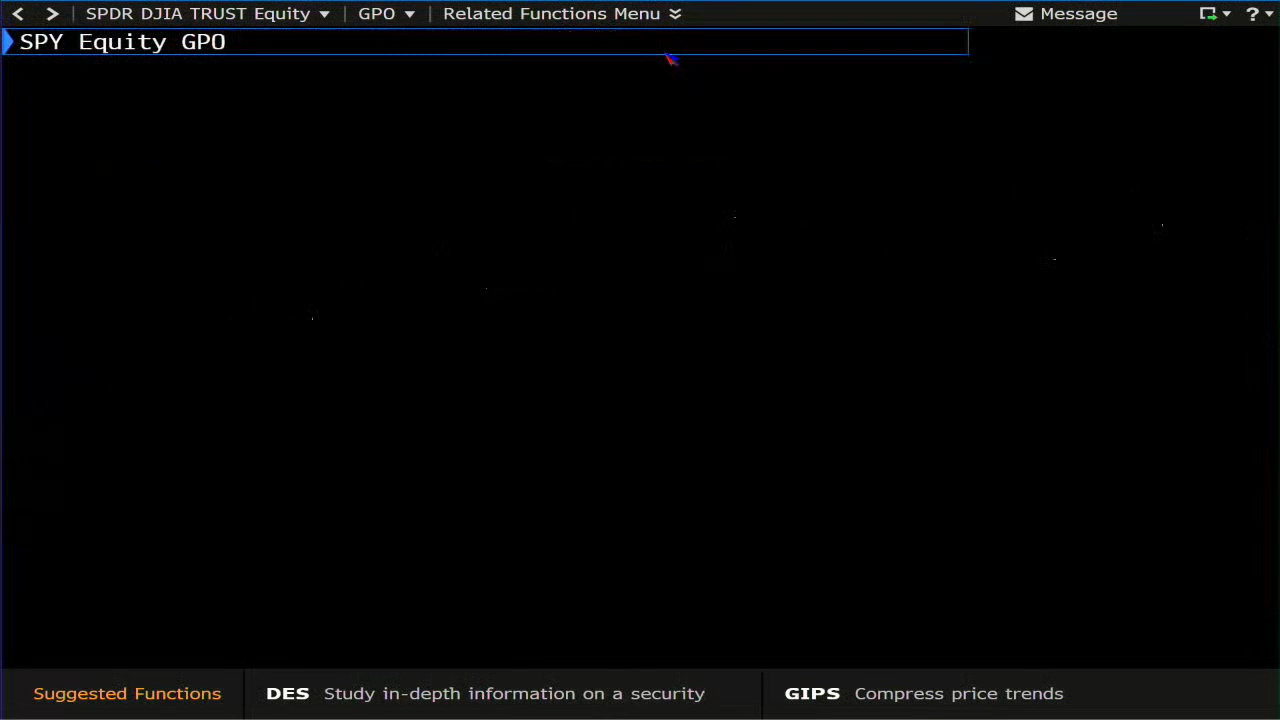 SPDR DJIA TRUST Equity GPO Related Functions Menu Message ?
SPY Equity GPO
Suggested Functions DES Study in-depth information on a security GIPS Compress price trends